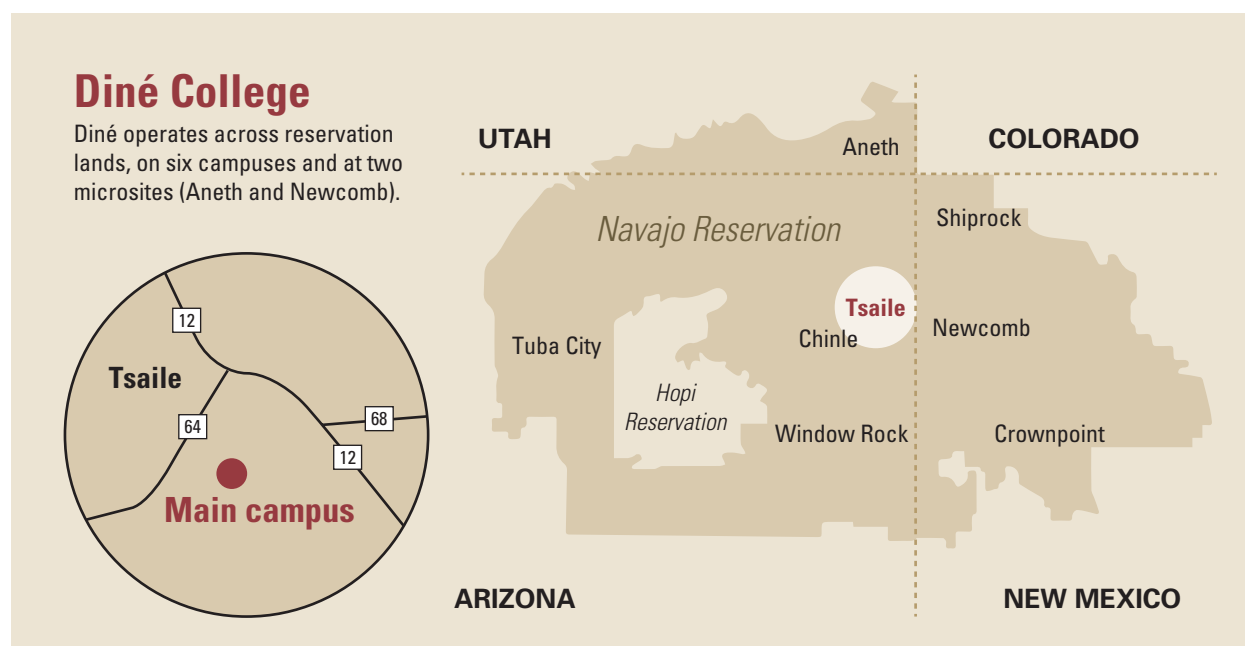 Diné College
Diné operates across reservation
lands, on six campuses and at two
microsites (Aneth and Newcomb).
12
Tsaile
64
68
12
Main campus
UTAH
Aneth
COLORADO
Navajo Reservation
Shiprock
Tsaile
Newcomb
Chinle
Tuba City
Hopi
Reservation
Window Rock
Crownpoint
ARIZONA
NEW MEXICO